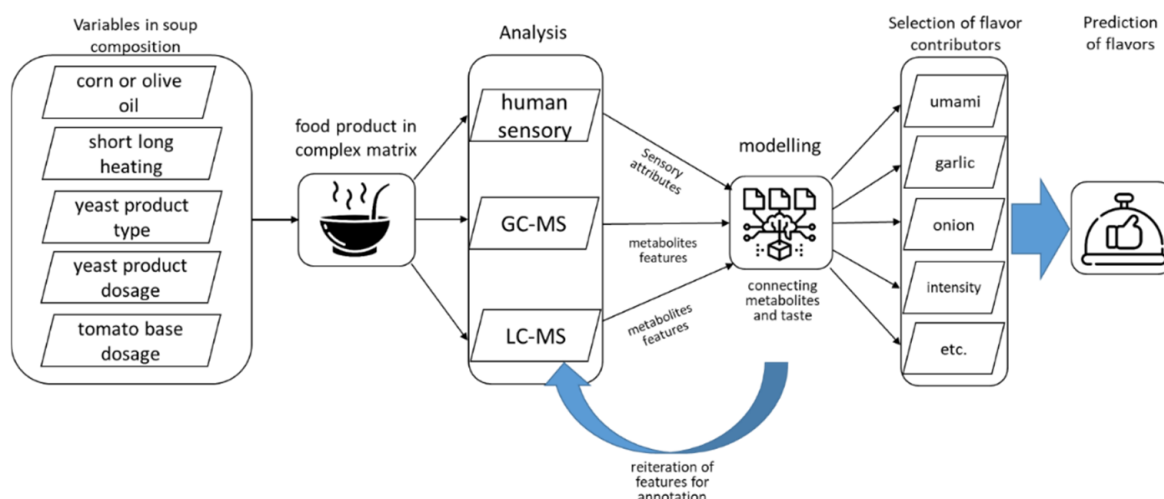 Variables in soup
composition
corn or olive
oil
short long
heating
yeast product
type
yeast product
dosage
tomato base
dosage
food product in
complex matrix
Analysis
human
sensory
GC-MS
LC-MS
Sensory
attributes
metabolites
features
metabolites
features
modelling
connecting
metabolites
and taste
reiteration of
features for
annotation
Selection of flavor
contributors
umami
garlic
onion
intensity
etc.
Prediction
of flavors